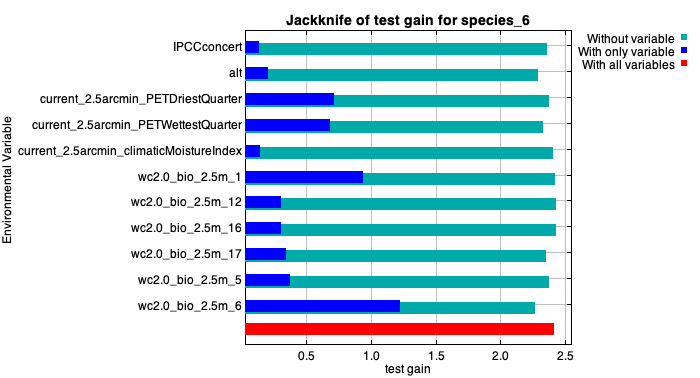 Jackknife of test gain for species_6
Without variable
With only variable
With all variables
Environmental Variable
IPCCconcert
alt
current_2.5arcmin_PETDriestQuarter
current_2.5arcmin_PETWettestQuarter
current_2.5arcmin_climaticMoistureIndex
wc2.0_bio_2.5m_1
wc2.0_bio_2.5m_12
wc2.0_bio_2.5m_16
wc2.0_bio_2.5m_17
wc2.0_bio_2.5m_5
wc2.0_bio_2.5m_6
0.5 1.0 1.5 2.0 2.5
test gain